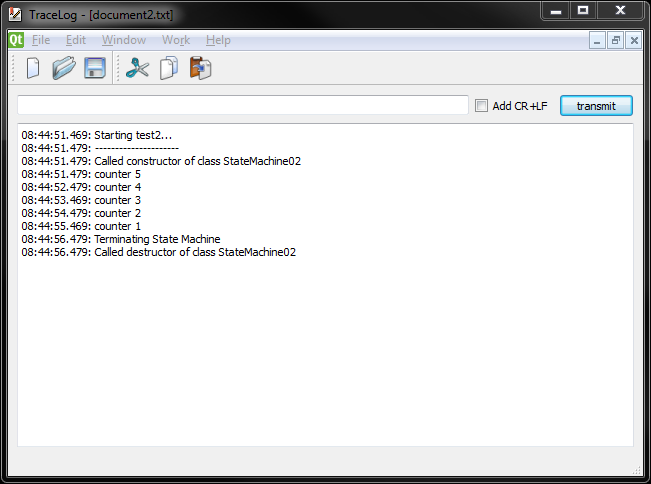 TraceLog - [document2.txt]
Qt File Edit Window Work Help
Add CR+LF transmit
08:44:51.469: Starting test2...
08:44:51.479: ---------------------
08:44:51.479: Called constructor of class StateMachine02
08:44:51.479: counter 5
08:44:52.479: counter 4
08:44:53.469: counter 3
08:44:54.479: counter 2
08:44:55.469: counter 1
08:44:56.479: Terminating State Machine
08:44:56.479: Called destructor of class StateMachine02